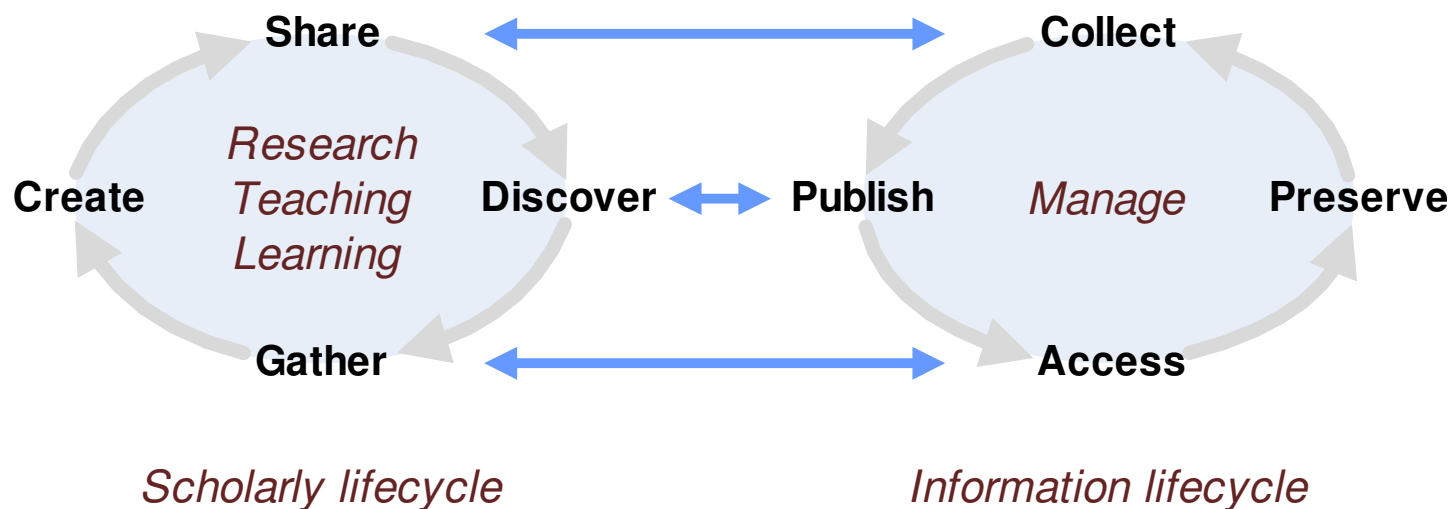 Share
Collect
Research
Teaching
Learning
Create
Discover
Publish
Manage
Preserve
Gather
Access
Scholarly lifecycle
Information lifecycle